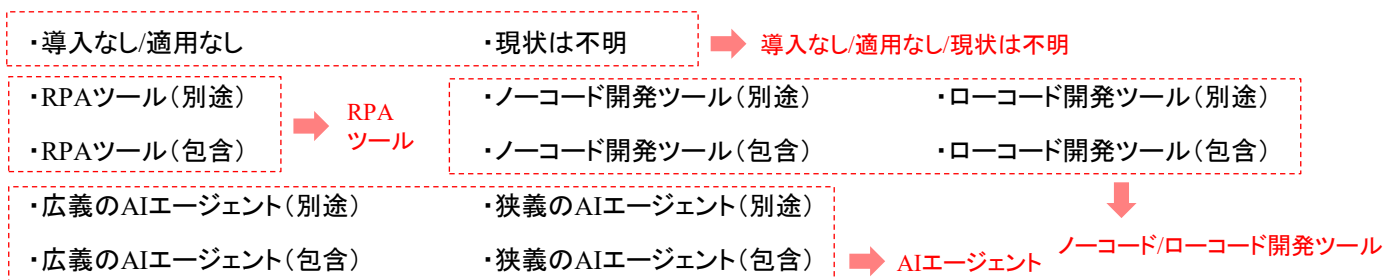 ・導入なし/適用なし ・現状は不明 導入なし/適用なし/現状は不明
・RPAツール（別途） ・ノーコード開発ツール（別途） ・ローコード開発ツール（別途）
RPA
ツール
・RPAツール（包含） ・ノーコード開発ツール（包含） ・ローコード開発ツール（包含）
・広義のAIエージェント（別途） ・狭義のAIエージェント（別途）
・広義のAIエージェント（包含） ・狭義のAIエージェント（包含） AIエージェント
ノーコード/ローコード開発ツール